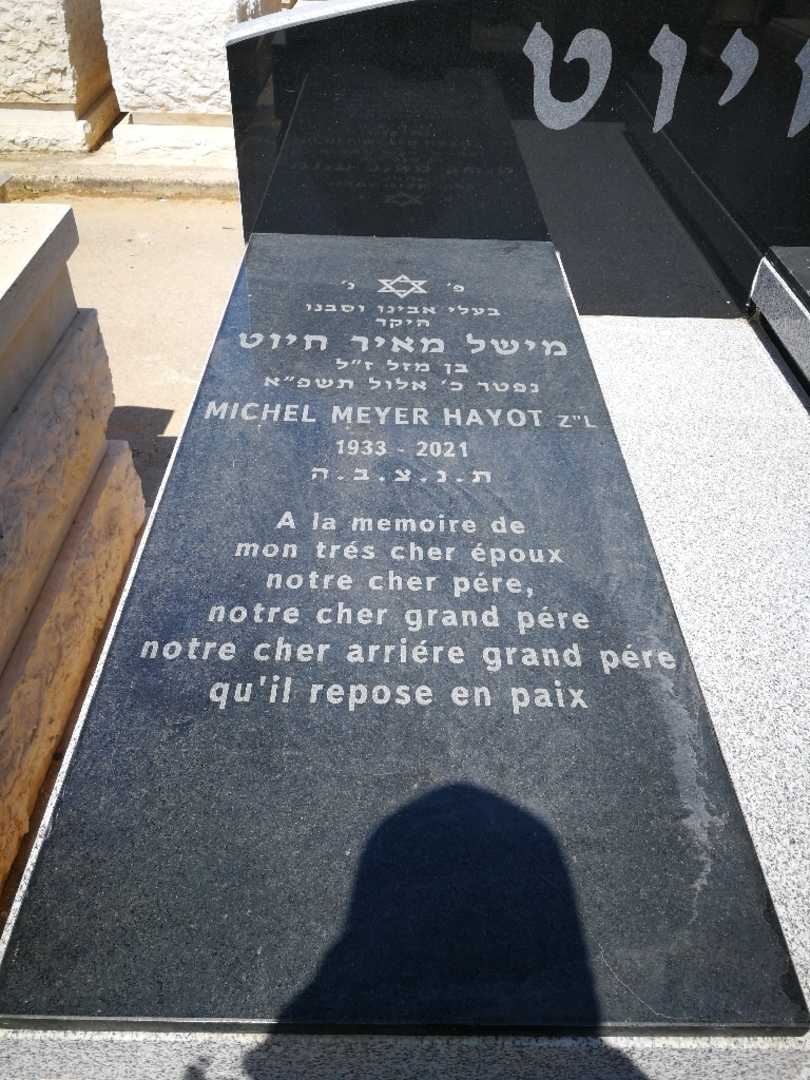 חיוט
פ' נ'
בעלי אבינו וסבנו
היקר
מישל מאיר חיוט
בן מזל ז"ל
נפטר כ' אלול תשפ"א
MICHEL MEYER HAYOT Z"L
1933 - 2021
ת.נ.צ.ב.ה
A la memoire de
mon trés cher époux
notre cher pére,
notre cher grand pére
notre cher arriére grand pére
qu'il repose en paix